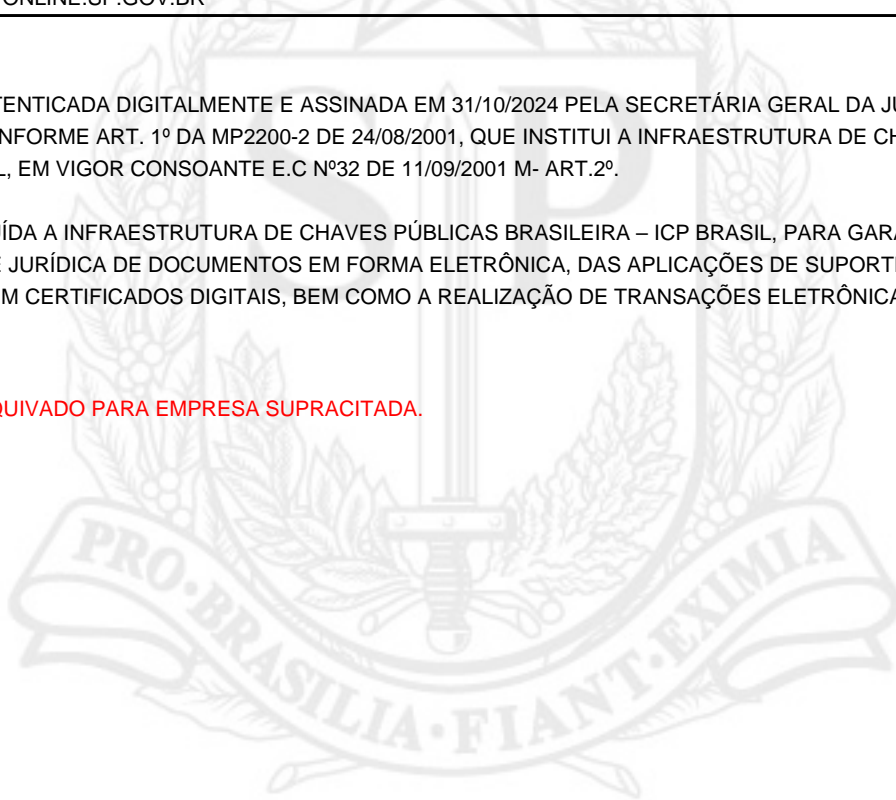 ONLINE.SP.GOV.BR
TENTICADA DIGITALMENTE E ASSINADA EM 31/10/2024 PELA SECRETÁRIA GERAL DA JU
NFORME ART. 1º DA MP2200-2 DE 24/08/2001, QUE INSTITUI A INFRAESTRUTURA DE CH
L, EM VIGOR CONSOANTE E.C Nº32 DE 11/09/2001 M- ART.2º.
ÍDA A INFRAESTRUTURA DE CHAVES PÚBLICAS BRASILEIRA – ICP BRASIL, PARA GARA
E JURÍDICA DE DOCUMENTOS EM FORMA ELETRÔNICA, DAS APLICAÇÕES DE SUPORTE
M CERTIFICADOS DIGITAIS, BEM COMO A REALIZAÇÃO DE TRANSAÇÕES ELETRÔNICA
QUIVADO PARA EMPRESA SUPRACITADA.
SP
PRO·BRASILIA·FIANT·EXIMIA